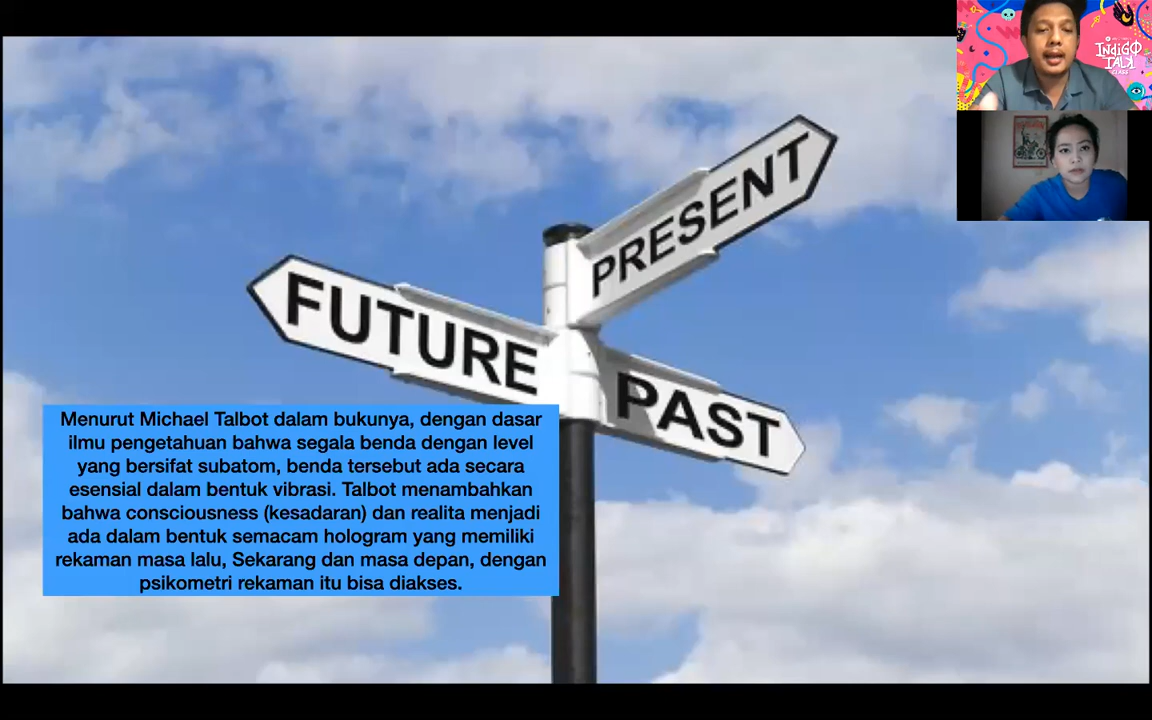 INDIGO
TALK
CLASS
PRESENT
FUTURE
PAST
Menurut Michael Talbot dalam bukunya, dengan dasar
ilmu pengetahuan bahwa segala benda dengan level
yang bersifat subatom, benda tersebut ada secara
esensial dalam bentuk vibrasi. Talbot menambahkan
bahwa consciousness (kesadaran) dan realita menjadi
ada dalam bentuk semacam hologram yang memiliki
rekaman masa lalu, Sekarang dan masa depan, dengan
psikometri rekaman itu bisa diakses.